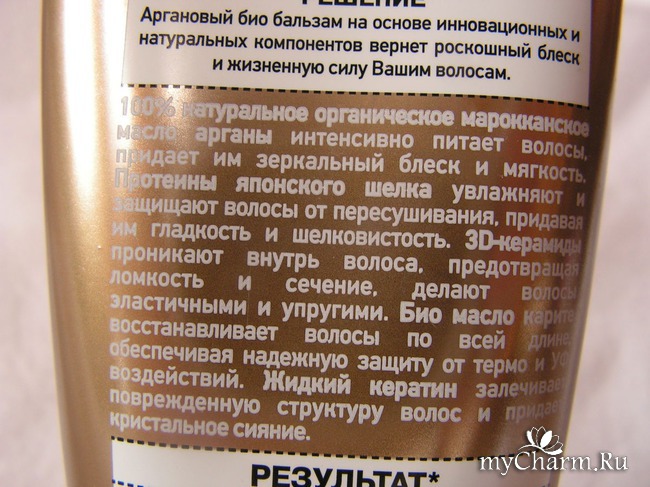 РЕШЕНИЕ
Аргановый био бальзам на основе инновационных и
натуральных компонентов вернет роскошный блеск
и жизненную силу Вашим волосам.
100% натуральное органическое марокканское
масло арганы интенсивно питает волосы,
придает им зеркальный блеск и мягкость.
Протеины японского шелка увлажняют и
защищают волосы от пересушивания, придавая
им гладкость и шелковистость. 3D-керамиды
проникают внутрь волоса, предотвращая
ломкость и сечение, делают волосы
эластичными и упругими. Био масло карите
восстанавливает волосы по всей длине,
обеспечивая надежную защиту от термо и УФ
воздействий. Жидкий кератин залечивает
поврежденную структуру волос и придает
кристальное сияние.
РЕЗУЛЬТАТ*
myCharm.Ru